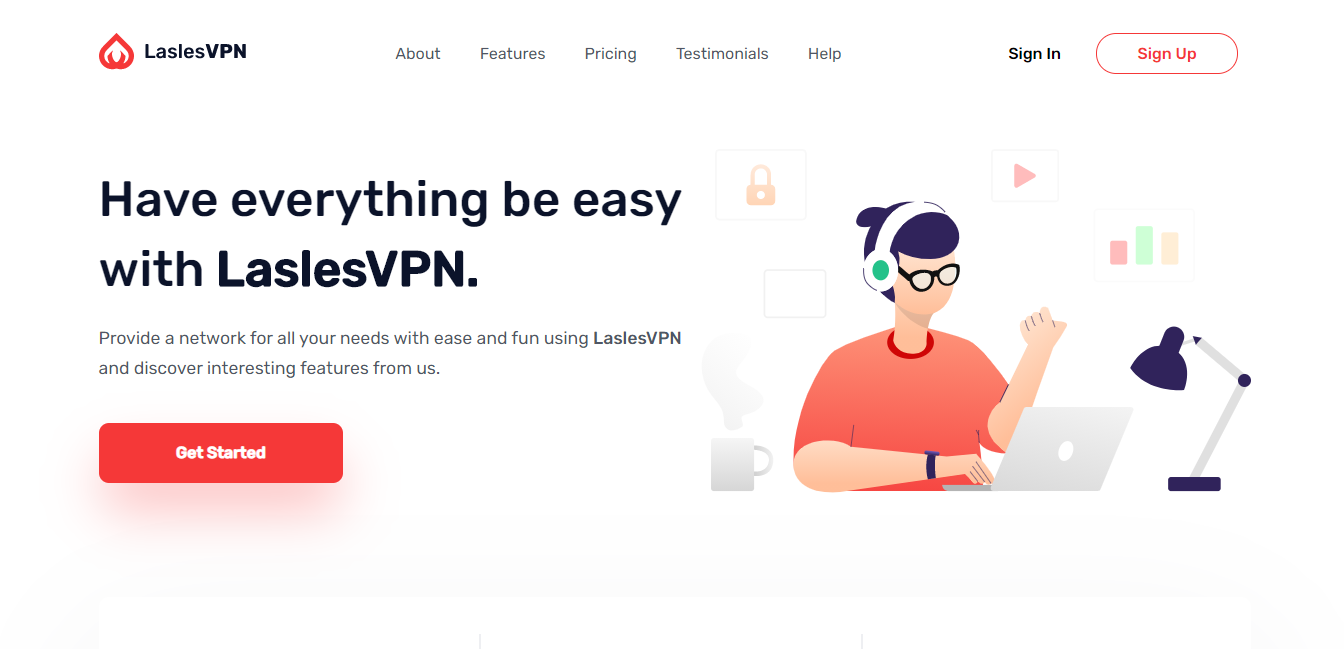 LaslesVPN
About Features Pricing Testimonials Help
Sign In Sign Up
Have everything be easy
with LaslesVPN.
Provide a network for all your needs with ease and fun using LaslesVPN
and discover interesting features from us.
Get Started